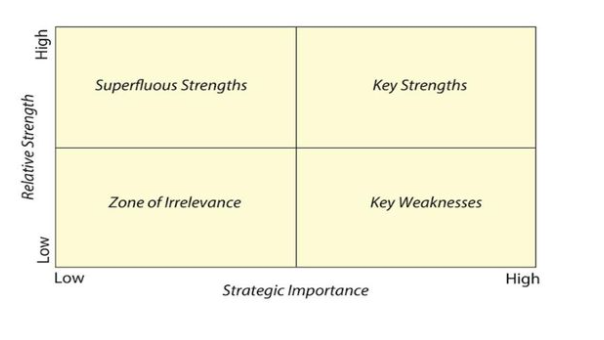 High
Superfluous Strengths
Key Strengths
Relative Strength
Zone of Irrelevance
Key Weaknesses
Low
Low
High
Strategic Importance